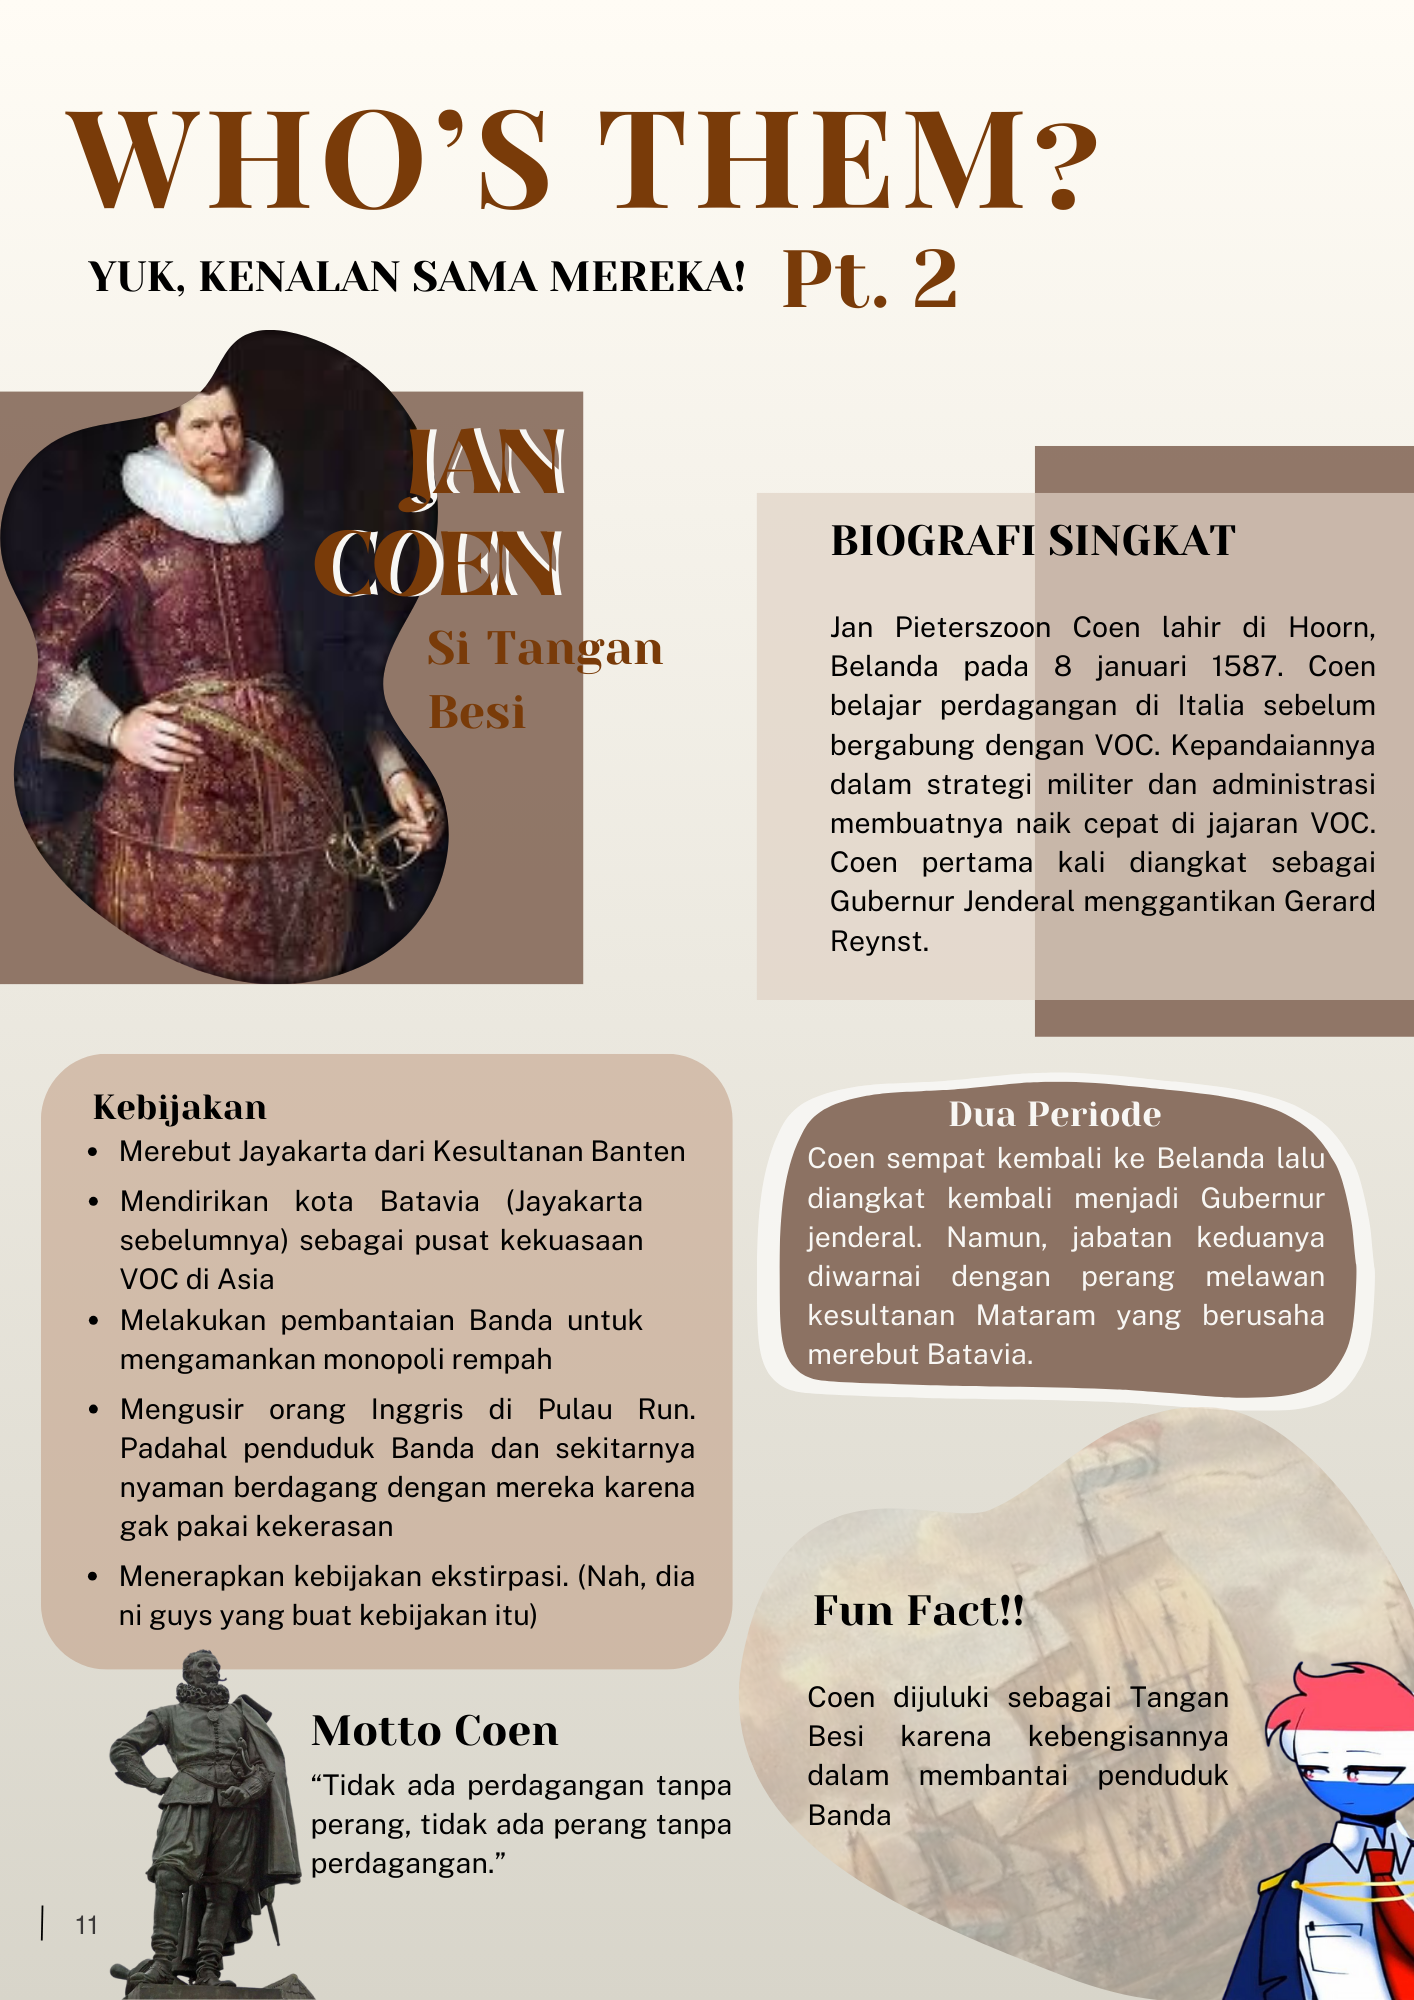 WHO'S THEM?
YUK, KENALAN SAMA MEREKA!
Pt. 2
JAN
COEN
Si Tangan
Besi
BIOGRAFI SINGKAT
Jan Pieterszoon Coen lahir di Hoorn,
Belanda pada 8 januari 1587. Coen
belajar perdagangan di Italia sebelum
bergabung dengan VOC. Kepandaiannya
dalam strategi militer dan administrasi
membuatnya naik cepat di jajaran VOC.
Coen pertama kali diangkat sebagai
Gubernur Jenderal menggantikan Gerard
Reynst.
Kebijakan
• Merebut Jayakarta dari Kesultanan Banten
• Mendirikan kota Batavia (Jayakarta
sebelumnya) sebagai pusat kekuasaan
VOC di Asia
• Melakukan pembantaian Banda untuk
mengamankan monopoli rempah
• Mengusir orang Inggris di Pulau Run.
Padahal penduduk Banda dan sekitarnya
nyaman berdagang dengan mereka karena
gak pakai kekerasan
• Menerapkan kebijakan ekstirpasi. (Nah, dia
ni guys yang buat kebijakan itu)
Dua Periode
Coen sempat kembali ke Belanda lalu
diangkat kembali menjadi Gubernur
jenderal. Namun, jabatan keduanya
diwarnai dengan perang melawan
kesultanan Mataram yang berusaha
merebut Batavia.
Fun Fact!!
Coen dijuluki sebagai Tangan
Besi karena kebengisannya
dalam membantai penduduk
Banda
Motto Coen
“Tidak ada perdagangan tanpa
perang, tidak ada perang tanpa
perdagangan.”
11